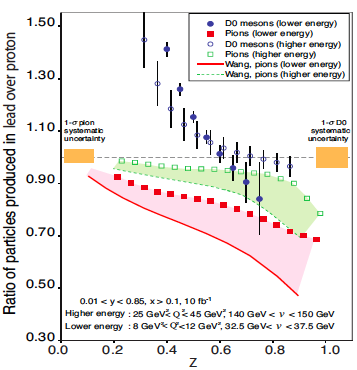 Ratio of particles produced in lead over proton
1.50
1.30
1.10
0.90
0.70
0.50
0.30
D0 mesons (lower energy)
Pions (lower energy)
D0 mesons (higher energy)
Pions (higher energy)
Wang, pions (lower energy)
Wang, pions (higher energy)
1-σ pion
systematic
uncertainty
1-σ D0
systematic
uncertainty
0.01 < y < 0.85, x > 0.1, 10 fb⁻¹
Higher energy : 25 GeV²< Q²< 45 GeV², 140 GeV < ν < 150 GeV
Lower energy : 8 GeV²< Q²<12 GeV², 32.5 GeV< ν < 37.5 GeV
0.0 0.2 0.4 0.6 0.8 1.0
Z